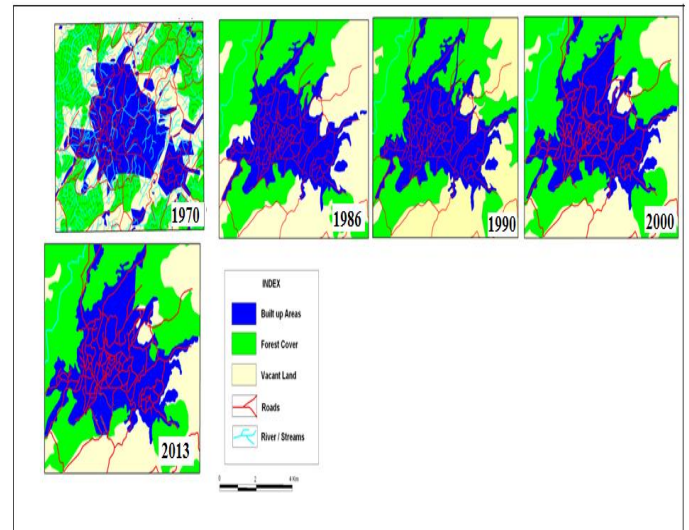 1970
1986
1990
2000
2013
INDEX
Built up Areas
Forest Cover
Vacant Land
Roads
River / Streams
0 2 4 Km